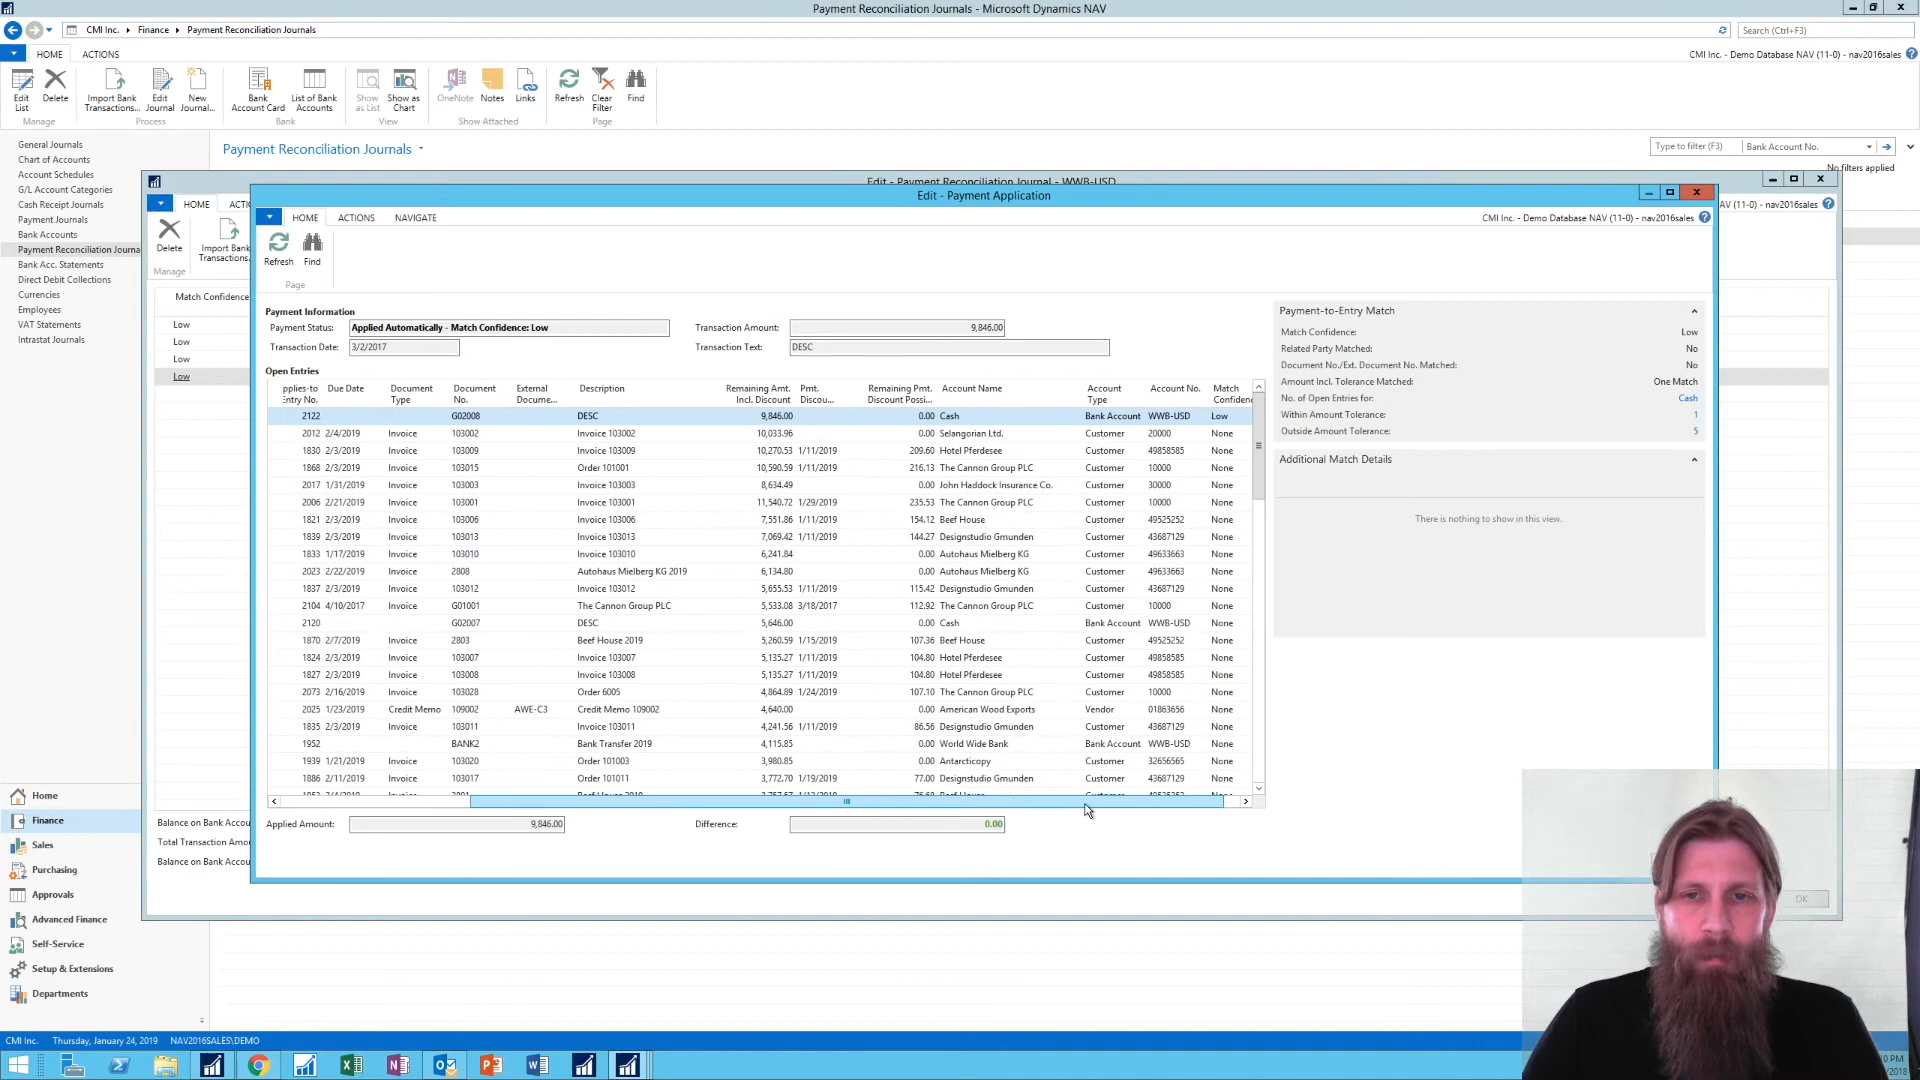 Payment Reconciliation Journals - Microsoft Dynamics NAV
CMI Inc. Finance Payment Reconciliation Journals
Search (Ctrl+F3)
HOME ACTIONS
CMI Inc. - Demo Database NAV (11-0) - nav2016sales
Edit List
Delete
Import Bank Transactions...
Edit Journal
New Journal...
Bank Account Card
List of Bank Accounts
Show as List
Show as Chart
OneNote
Notes
Links
Refresh
Clear Filter
Find
Manage Process Bank View Show Attached Page
General Journals
Chart of Accounts
Account Schedules
G/L Account Categories
Cash Receipt Journals
Payment Journals
Bank Accounts
Payment Reconciliation Journa
Bank Acc. Statements
Direct Debit Collections
Currencies
Employees
VAT Statements
Intrastat Journals
Payment Reconciliation Journals
Type to filter (F3) Bank Account No.
No filters applied
Edit - Payment Reconciliation Journal - WWB-USD
HOME ACTI
AV (11-0) - nav2016sales
Delete
Import Bank Transactions.
Manage
Match Confidence
Low
Low
Low
Low
Balance on Bank Accou
Total Transaction Amou
Balance on Bank Accou
OK
Edit - Payment Application
HOME ACTIONS NAVIGATE
CMI Inc. - Demo Database NAV (11-0) - nav2016sales
Refresh Find
Page
Payment Information
Payment Status: Applied Automatically - Match Confidence: Low Transaction Amount: 9,846.00
Transaction Date: 3/2/2017 Transaction Text: DESC
Open Entries
pplies-to Entry No. Due Date Document Type Document No. External Docume... Description Remaining Amt. Incl. Discount Pmt. Discou... Remaining Pmt. Discount Possi... Account Name Account Type Account No. Match Confidenc
2122 G02008 DESC 9,846.00 0.00 Cash Bank Account WWB-USD Low
2012 2/4/2019 Invoice 103002 Invoice 103002 10,033.96 0.00 Selangorian Ltd. Customer 20000 None
1830 2/3/2019 Invoice 103009 Invoice 103009 10,270.53 1/11/2019 209.60 Hotel Pferdesee Customer 49858585 None
1868 2/3/2019 Invoice 103015 Order 101001 10,590.59 1/11/2019 216.13 The Cannon Group PLC Customer 10000 None
2017 1/31/2019 Invoice 103003 Invoice 103003 8,634.49 0.00 John Haddock Insurance Co. Customer 30000 None
2006 2/21/2019 Invoice 103001 Invoice 103001 11,540.72 1/29/2019 235.53 The Cannon Group PLC Customer 10000 None
1821 2/3/2019 Invoice 103006 Invoice 103006 7,551.86 1/11/2019 154.12 Beef House Customer 49525252 None
1839 2/3/2019 Invoice 103013 Invoice 103013 7,069.42 1/11/2019 144.27 Designstudio Gmunden Customer 43687129 None
1833 1/17/2019 Invoice 103010 Invoice 103010 6,241.84 0.00 Autohaus Mielberg KG Customer 49633663 None
2023 2/22/2019 Invoice 2808 Autohaus Mielberg KG 2019 6,134.80 0.00 Autohaus Mielberg KG Customer 49633663 None
1837 2/3/2019 Invoice 103012 Invoice 103012 5,655.53 1/11/2019 115.42 Designstudio Gmunden Customer 43687129 None
2104 4/10/2017 Invoice G01001 The Cannon Group PLC 5,533.08 3/18/2017 112.92 The Cannon Group PLC Customer 10000 None
2120 G02007 DESC 5,646.00 0.00 Cash Bank Account WWB-USD None
1870 2/7/2019 Invoice 2803 Beef House 2019 5,260.59 1/15/2019 107.36 Beef House Customer 49525252 None
1824 2/3/2019 Invoice 103007 Invoice 103007 5,135.27 1/11/2019 104.80 Hotel Pferdesee Customer 49858585 None
1827 2/3/2019 Invoice 103008 Invoice 103008 5,135.27 1/11/2019 104.80 Hotel Pferdesee Customer 49858585 None
2073 2/16/2019 Invoice 103028 Order 6005 4,864.89 1/24/2019 107.10 The Cannon Group PLC Customer 10000 None
2025 1/23/2019 Credit Memo 109002 AWE-C3 Credit Memo 109002 4,640.00 0.00 American Wood Exports Vendor 01863656 None
1835 2/3/2019 Invoice 103011 Invoice 103011 4,241.56 1/11/2019 86.56 Designstudio Gmunden Customer 43687129 None
1952 BANK2 Bank Transfer 2019 4,115.85 0.00 World Wide Bank Bank Account WWB-USD None
1939 1/21/2019 Invoice 103020 Order 101003 3,980.85 0.00 Antarcticopy Customer 32656565 None
1886 2/11/2019 Invoice 103017 Order 101011 3,772.70 1/19/2019 77.00 Designstudio Gmunden Customer 43687129 None
Applied Amount: 9,846.00 Difference: 0.00
Payment-to-Entry Match
Match Confidence: Low
Related Party Matched: No
Document No./Ext. Document No. Matched: No
Amount Incl. Tolerance Matched: One Match
No. of Open Entries for: Cash
Within Amount Tolerance: 1
Outside Amount Tolerance: 5
Additional Match Details
There is nothing to show in this view.
Home
Finance
Sales
Purchasing
Approvals
Advanced Finance
Self-Service
Setup & Extensions
Departments
CMI Inc. Thursday, January 24, 2019 NAV2016SALES\DEMO